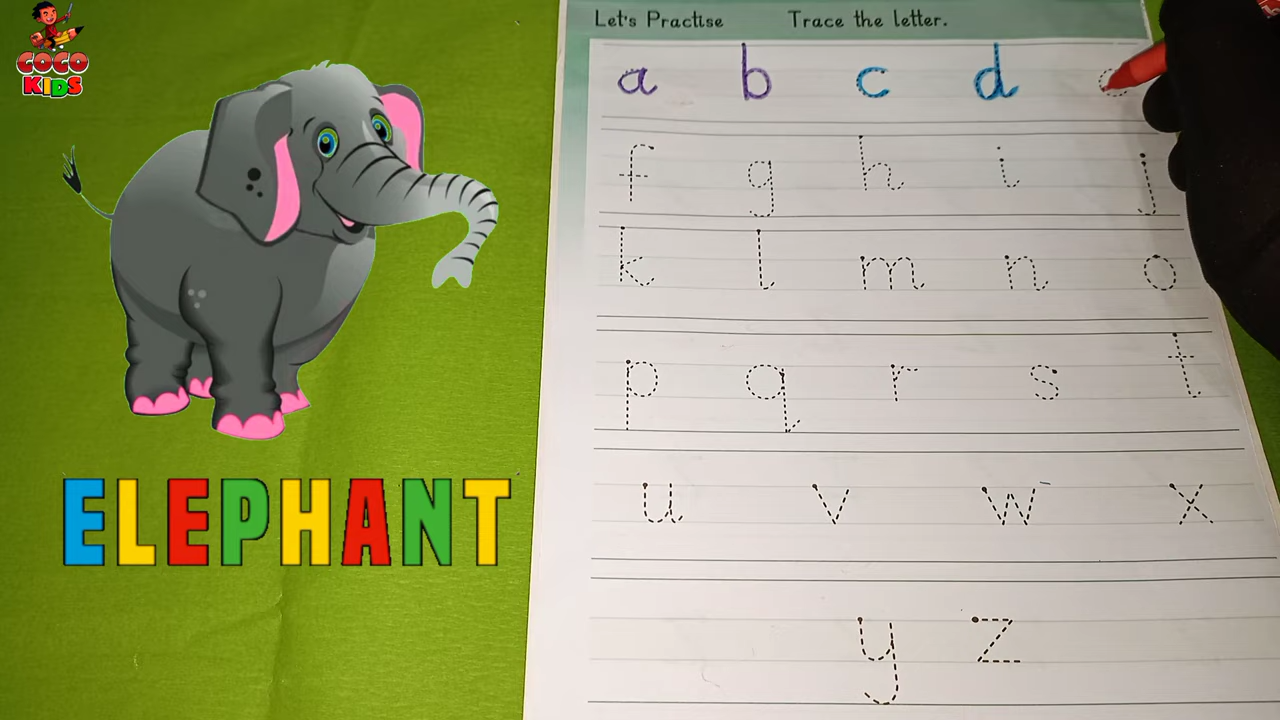 COCO
KIDS
ELEPHANT
Let's Practise Trace the letter.
a b c d e
f g h i j
k l m n o
p q r s t
u v w x
y z